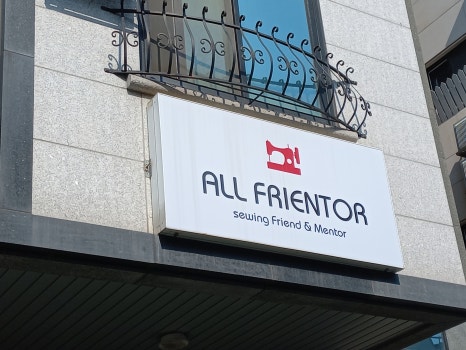 ALL FRIENTOR
sewing Friend & Mentor